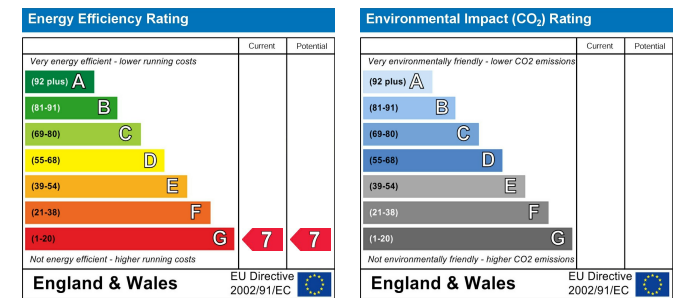 Energy Efficiency Rating
Current Potential
Very energy efficient - lower running costs
(92 plus) A
(81-91) B
(69-80) C
(55-68) D
(39-54) E
(21-38) F
(1-20) G 7 7
Not energy efficient - higher running costs
England & Wales EU Directive
2002/91/EC
Environmental Impact (CO₂) Rating
Current Potential
Very environmentally friendly - lower CO2 emissions
(92 plus) A
(81-91) B
(69-80) C
(55-68) D
(39-54) E
(21-38) F
(1-20) G
Not environmentally friendly - higher CO2 emissions
England & Wales EU Directive
2002/91/EC